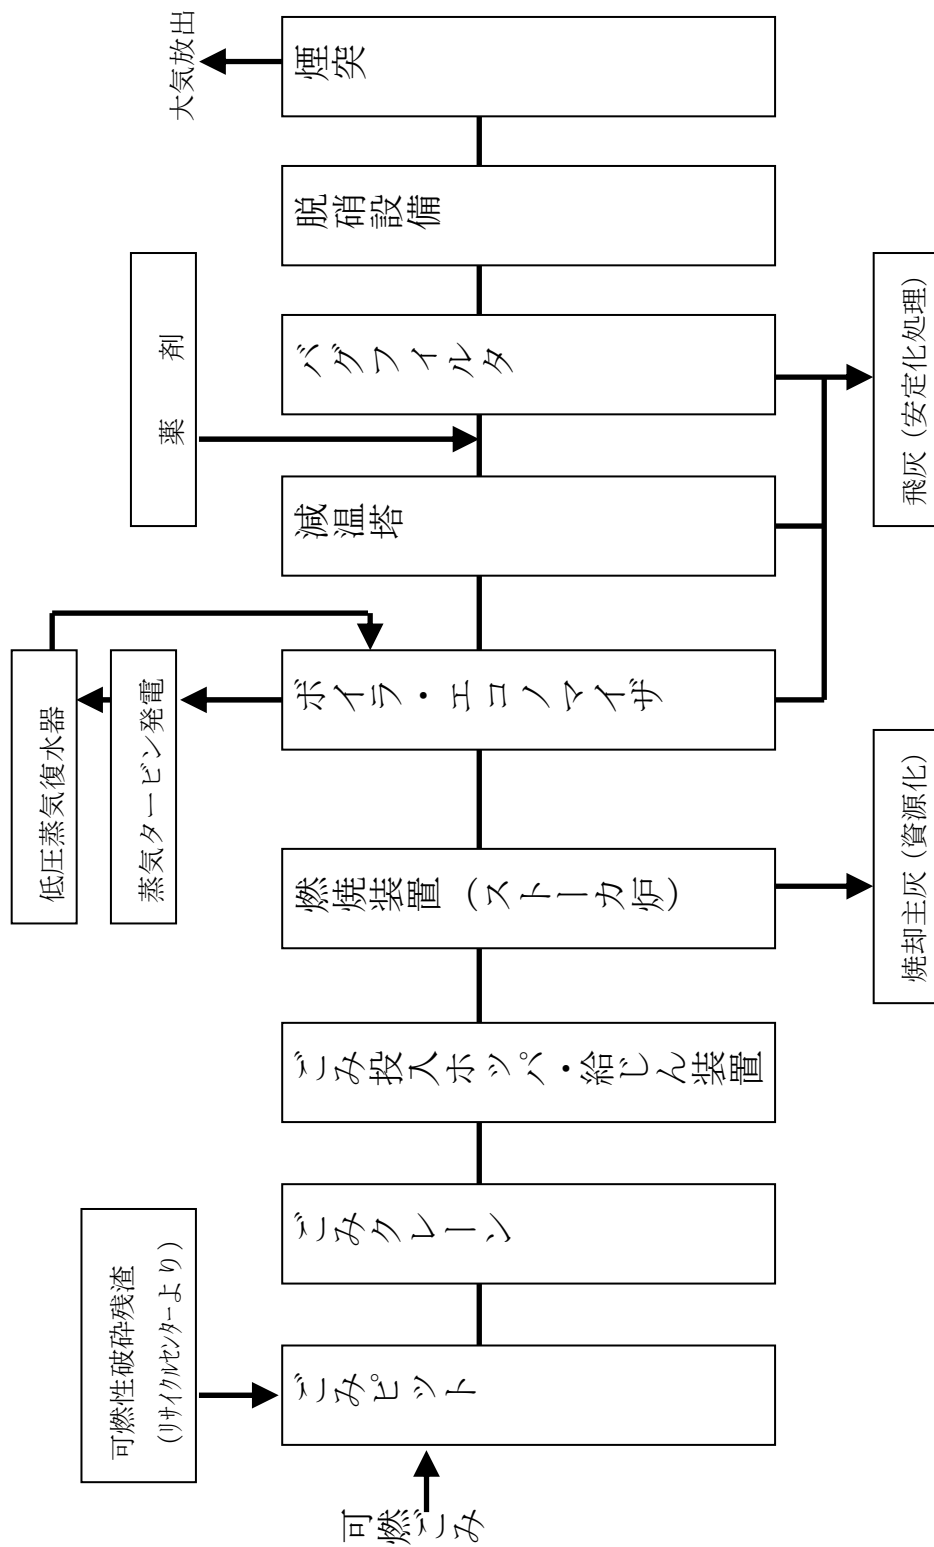 可燃ごみ
可燃性破砕残渣
(ﾘｻｲｸﾙｾﾝﾀｰより)
ごみピット
ごみクレーン
ごみ投入ホッパ・給じん装置
燃焼装置（ストーカ炉）
焼却主灰（資源化）
ボイラ・エコノマイザ
蒸気タービン発電
低圧蒸気復水器
減温塔
薬　剤
バグフィルタ
飛灰（安定化処理）
脱硝設備
煙突
大気放出